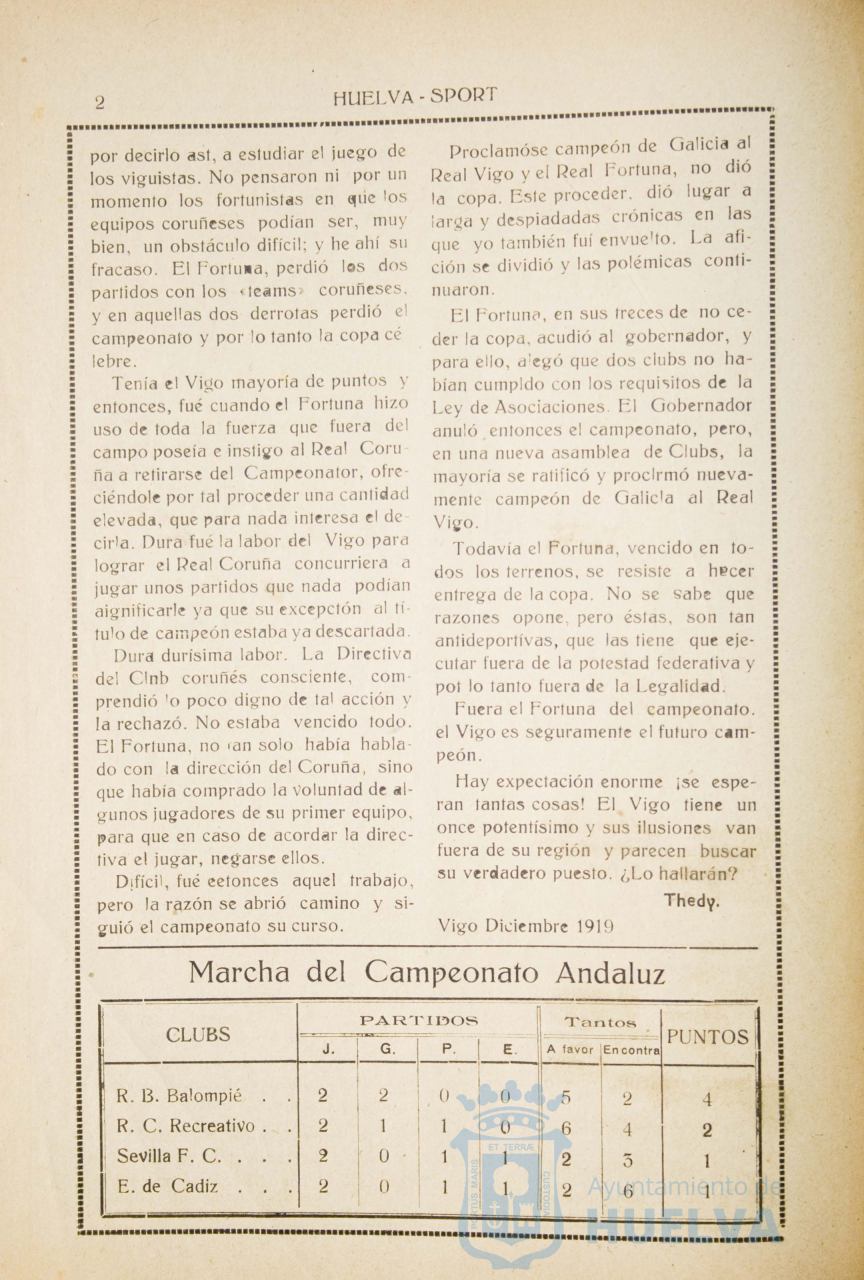 2
HUELVA - SPORT
por decirlo ast, a estudiar el juego de
los viguistas. No pensaron ni por un
momento los fortunistas en que los
equipos coruñeses podían ser, muy
bien, un obstáculo difícil; y he ahí su
fracaso. El Fortuna, perdió los dos
partidos con los «teams» coruñeses,
y en aquellas dos derrotas perdió el
campeonato y por lo tanto la copa cé
lebre.
Tenía el Vigo mayoría de puntos y
entonces, fué cuando el Fortuna hizo
uso de toda la fuerza que fuera del
campo poseía e instigo al Real Coru-
ña a retirarse del Campeonator, ofre-
ciéndole por tal proceder una cantidad
elevada, que para nada interesa el de-
cirla. Dura fué la labor del Vigo para
lograr el Real Coruña concurriera a
jugar unos partidos que nada podían
aignificarle ya que su excepctón al tí-
tulo de campeón estaba ya descartada.
Dura durísima labor. La Directiva
del Clnb coruñés consciente, com-
prendió lo poco digno de tal acción y
la rechazó. No estaba vencido todo.
El Fortuna, no tan solo había habla-
do con la dirección del Coruña, sino
que había comprado la voluntad de al-
gunos jugadores de su primer equipo,
para que en caso de acordar la direc-
tiva el jugar, negarse ellos.
Difícil, fué eetonces aquel trabajo,
pero la razón se abrió camino y si-
guió el campeonato su curso.
Proclamóse campeón de Galicia al
Real Vigo y el Real Fortuna, no dió
la copa. Este proceder, dió lugar a
larga y despiadadas crónicas en las
que yo también fuí envuelto. La afi-
ción se dividió y las polémicas conti-
nuaron.
El Fortuna, en sus treces de no ce-
der la copa, acudió al gobernador, y
para ello, alegó que dos clubs no ha-
bían cumpldo con los requisitos de la
Ley de Asociaciones. El Gobernador
anuló entonces el campeonato, pero,
en una nueva asamblea de Clubs, la
mayoría se ratificó y proclrmó nueva-
mente campeón de Galicla al Real
Vigo.
Todavía el Fortuna, vencido en to-
dos los terrenos, se resiste a hecer
entrega de la copa. No se sabe que
razones opone, pero éstas, son tan
antideportívas, que las tiene que eje-
cutar fuera de la potestad federativa y
pot lo tanto fuera de la Legalidad.
Fuera el Fortuna del campeonato.
el Vigo es seguramente el futuro cam-
peón.
Hay expectación enorme ¡se espe-
ran tantas cosas! El Vigo tiene un
once potentísimo y sus ilusiones van
fuera de su región y parecen buscar
su verdadero puesto. ¿Lo hallarán?
Thedy.
Vigo Diciembre 1919
Marcha del Campeonato Andaluz
CLUBS PARTIDOS Tantos PUNTOS
J. G. P. E. A favor En contra
R. B. Balompié . . 2 2 0 0 5 2 4
R. C. Recreativo . . 2 1 1 0 6 4 2
Sevilla F. C. . . . 2 0 1 1 2 3 1
E. de Cadiz . . . 2 0 1 1 2 6 1
ET TERRÆ
PORTUS MARIS
CUSTODIA
Ayuntamiento de
HUELVA